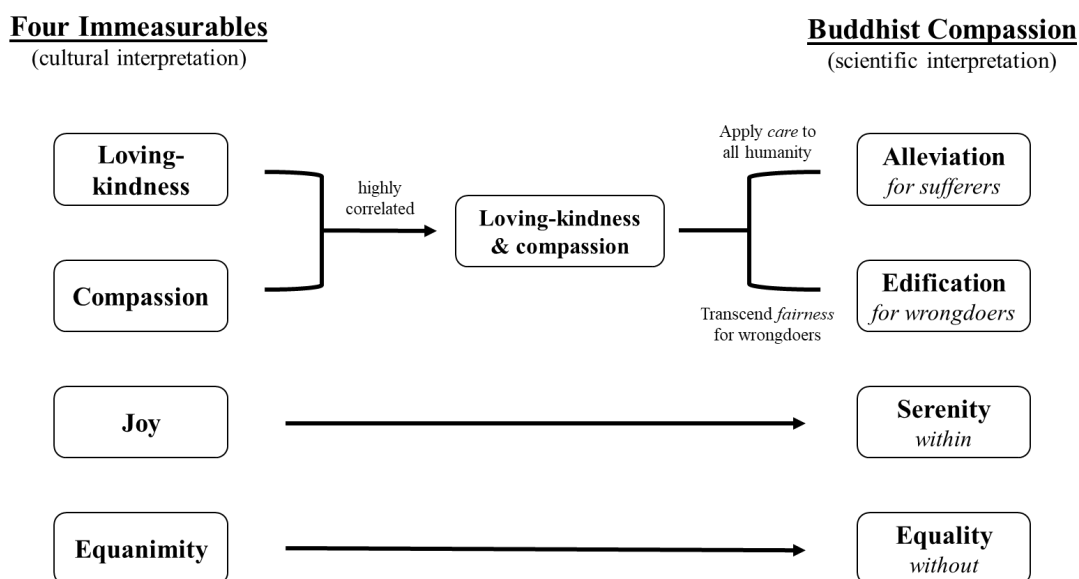 Four Immeasurables
(cultural interpretation)
Buddhist Compassion
(scientific interpretation)
Loving-
kindness
Compassion
highly
correlated
Loving-kindness
& compassion
Apply care to
all humanity
Transcend fairness
for wrongdoers
Alleviation
for sufferers
Edification
for wrongdoers
Joy
Serenity
within
Equanimity
Equality
without